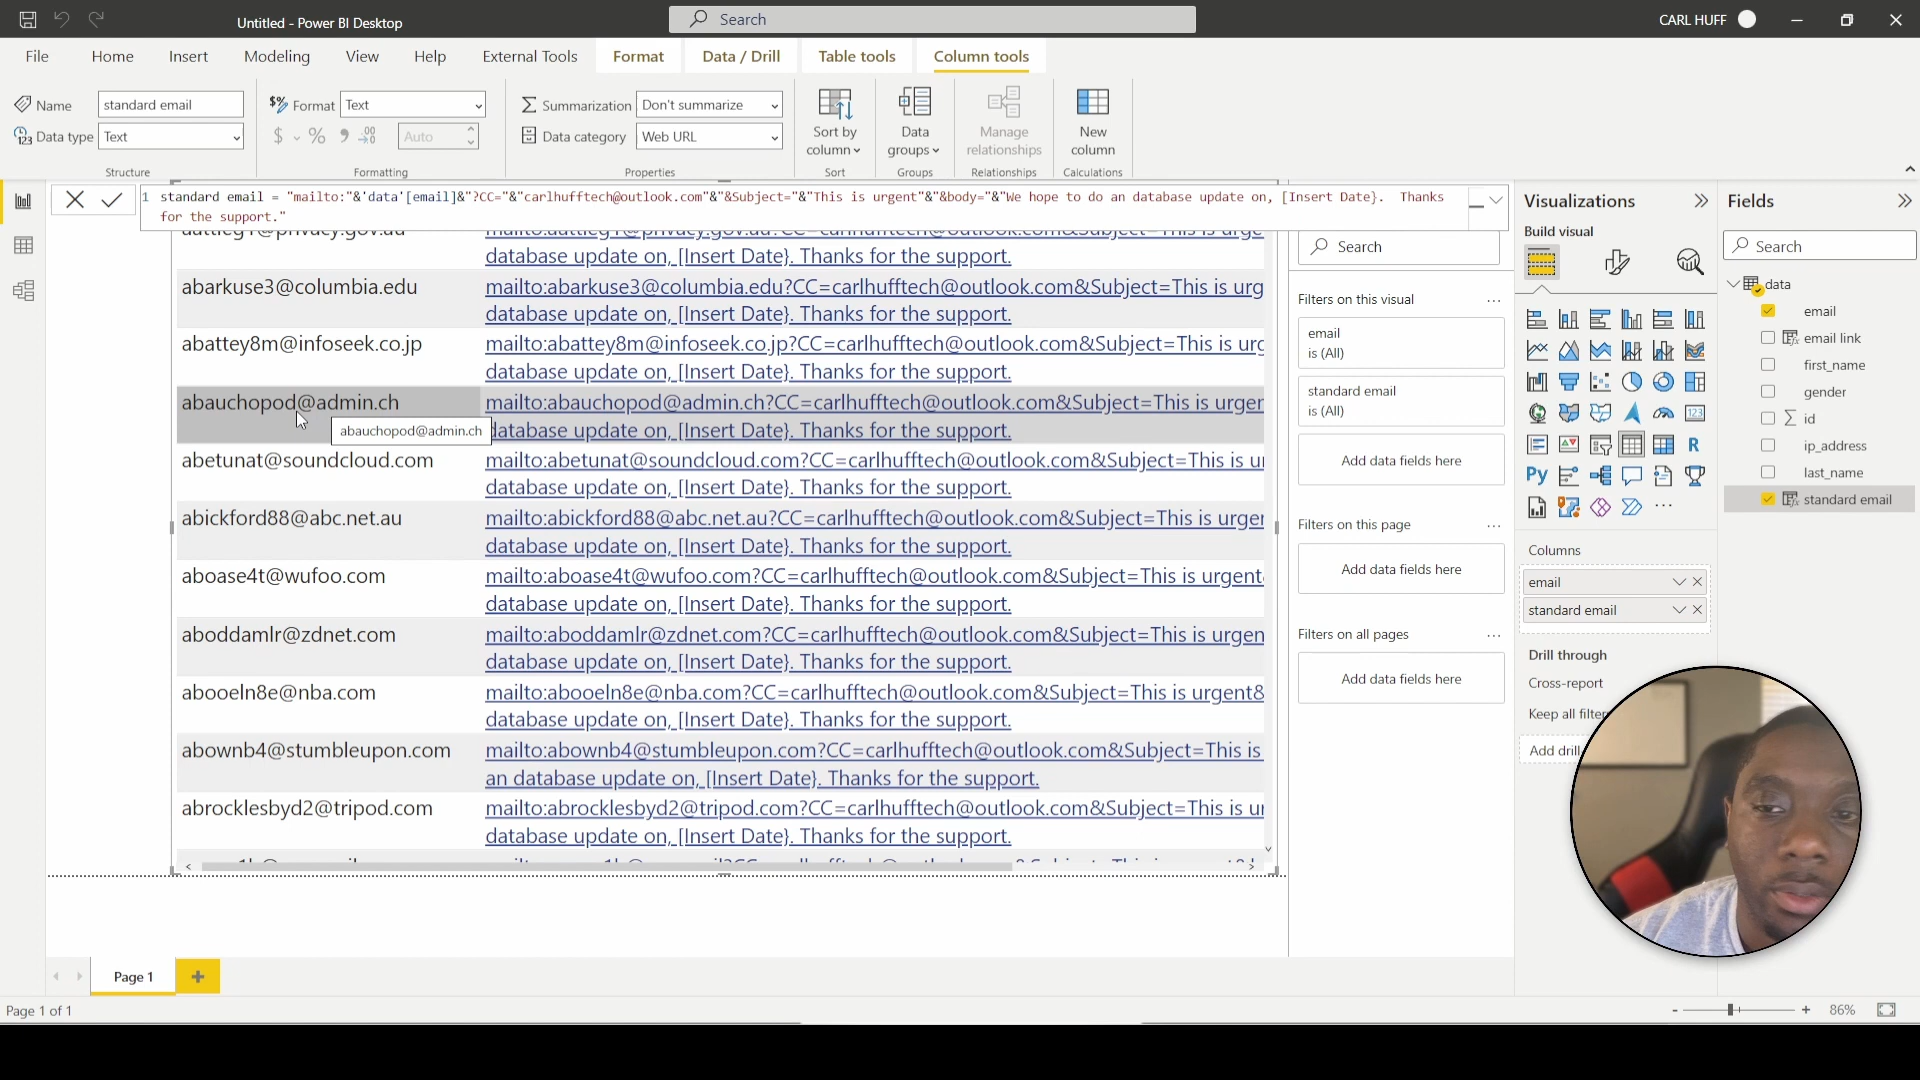 Untitled - Power BI Desktop
Search
CARL HUFF
File
Home
Insert
Modeling
View
Help
External Tools
Format
Data / Drill
Table tools
Column tools
Name
standard email
Format
Text
Summarization
Don't summarize
Data type
Text
$
%
Auto
Data category
Web URL
Sort by column
Data groups
Manage relationships
New column
Structure
Formatting
Properties
Sort
Groups
Relationships
Calculations
1 standard email = "mailto:"&'data'[email]&"?CC="&"carlhufftech@outlook.com"&"&Subject="&"This is urgent"&"&body="&"We hope to do an database update on, [Insert Date}. Thanks
for the support."
database update on, [Insert Date}. Thanks for the support.
abarkuse3@columbia.edu
mailto:abarkuse3@columbia.edu?CC=carlhufftech@outlook.com&Subject=This is urg
database update on, [Insert Date}. Thanks for the support.
abattey8m@infoseek.co.jp
mailto:abattey8m@infoseek.co.jp?CC=carlhufftech@outlook.com&Subject=This is urg
database update on, [Insert Date}. Thanks for the support.
abauchopod@admin.ch
mailto:abauchopod@admin.ch?CC=carlhufftech@outlook.com&Subject=This is urgen
abauchopod@admin.ch
database update on, [Insert Date}. Thanks for the support.
abetunat@soundcloud.com
mailto:abetunat@soundcloud.com?CC=carlhufftech@outlook.com&Subject=This is u
database update on, [Insert Date}. Thanks for the support.
abickford88@abc.net.au
mailto:abickford88@abc.net.au?CC=carlhufftech@outlook.com&Subject=This is urge
database update on, [Insert Date}. Thanks for the support.
aboase4t@wufoo.com
mailto:aboase4t@wufoo.com?CC=carlhufftech@outlook.com&Subject=This is urgent
database update on, [Insert Date}. Thanks for the support.
aboddamlr@zdnet.com
mailto:aboddamlr@zdnet.com?CC=carlhufftech@outlook.com&Subject=This is urgen
database update on, [Insert Date}. Thanks for the support.
abooeln8e@nba.com
mailto:abooeln8e@nba.com?CC=carlhufftech@outlook.com&Subject=This is urgent&
database update on, [Insert Date}. Thanks for the support.
abownb4@stumbleupon.com
mailto:abownb4@stumbleupon.com?CC=carlhufftech@outlook.com&Subject=This is
an database update on, [Insert Date}. Thanks for the support.
abrocklesbyd2@tripod.com
mailto:abrocklesbyd2@tripod.com?CC=carlhufftech@outlook.com&Subject=This is u
database update on, [Insert Date}. Thanks for the support.
Search
Filters on this visual
...
email
is (All)
standard email
is (All)
Add data fields here
Filters on this page
...
Add data fields here
Filters on all pages
...
Add data fields here
Visualizations
Build visual
R
Py
123
...
Columns
email
standard email
Drill through
Cross-report
Keep all filter
Add drill
Fields
Search
data
email
email link
first_name
gender
id
ip_address
last_name
standard email
Page 1
+
Page 1 of 1
- + 86%